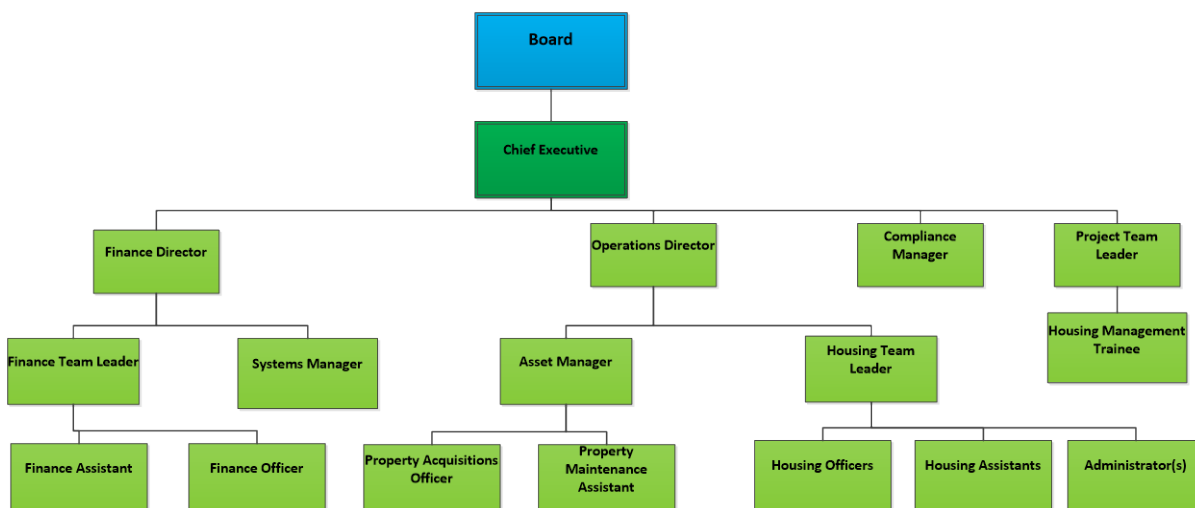 Board
Chief Executive
Finance Director
Operations Director
Compliance
Manager
Project Team
Leader
Finance Team Leader
Systems Manager
Asset Manager
Housing Team
Leader
Housing Management
Trainee
Finance Assistant
Finance Officer
Property Acquisitions
Officer
Property
Maintenance
Assistant
Housing Officers
Housing Assistants
Administrator(s)